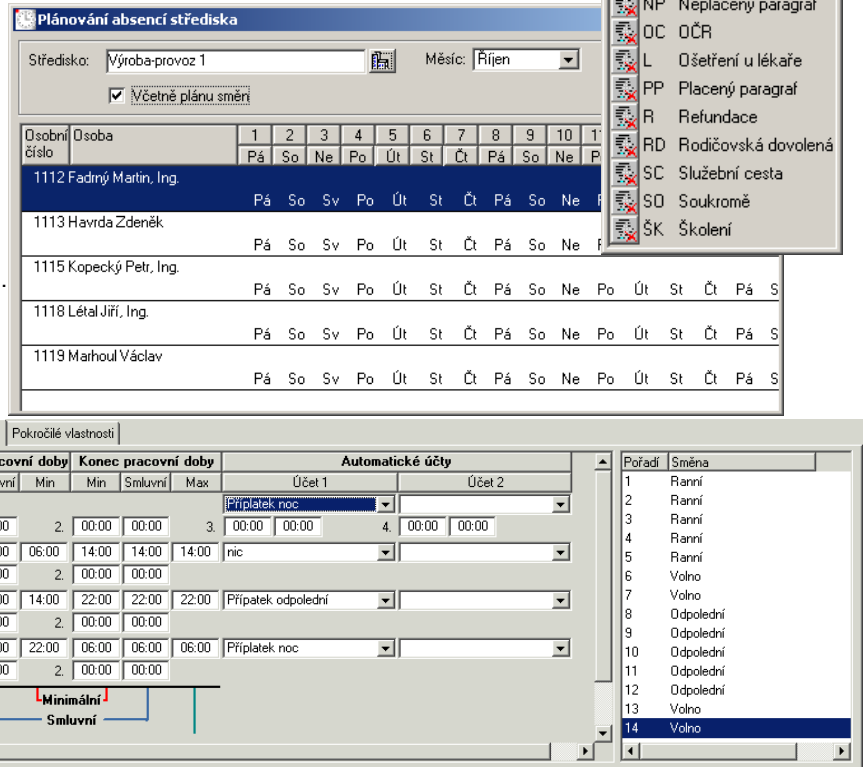 Plánování absencí střediska
Středisko: Výroba-provoz 1 Měsíc: Říjen
Včetně plánu směn
Osobní číslo Osoba 1 2 3 4 5 6 7 8 9 10
Pá So Ne Po Út St Čt Pá So Ne
1112 Fadrný Martin, Ing.
Pá So Sv Po Út St Čt Pá So Ne
1113 Havrda Zdeněk
Pá So Sv Po Út St Čt Pá So Ne
1115 Kopecký Petr, Ing.
Pá So Sv Po Út St Čt Pá So Ne Po Út St Čt Pá S
1118 Létal Jiří, Ing.
Pá So Sv Po Út St Čt Pá So Ne Po Út St Čt Pá S
1119 Marhoul Václav
Pá So Sv Po Út St Čt Pá So Ne Po Út St Čt Pá S
NP Neplacený paragraf
OC OČR
L Ošetření u lékaře
PP Placený paragraf
R Refundace
RD Rodičovská dovolená
SC Služební cesta
SO Soukromě
ŠK Školení
Pokročilé vlastnosti
covní doby Konec pracovní doby Automatické účty
vní Min Min Smluvní Max Účet 1 Účet 2
Příplatek noc
00 2. 00:00 00:00 3. 00:00 00:00 4. 00:00 00:00
00 06:00 14:00 14:00 14:00 nic
00 2. 00:00 00:00
00 14:00 22:00 22:00 22:00 Přípatek odpolední
00 2. 00:00 00:00
00 22:00 06:00 06:00 06:00 Příplatek noc
00 2. 00:00 00:00
Minimální
Smluvní
Pořadí Směna
1 Ranní
2 Ranní
3 Ranní
4 Ranní
5 Ranní
6 Volno
7 Volno
8 Odpolední
9 Odpolední
10 Odpolední
11 Odpolední
12 Odpolední
13 Volno
14 Volno